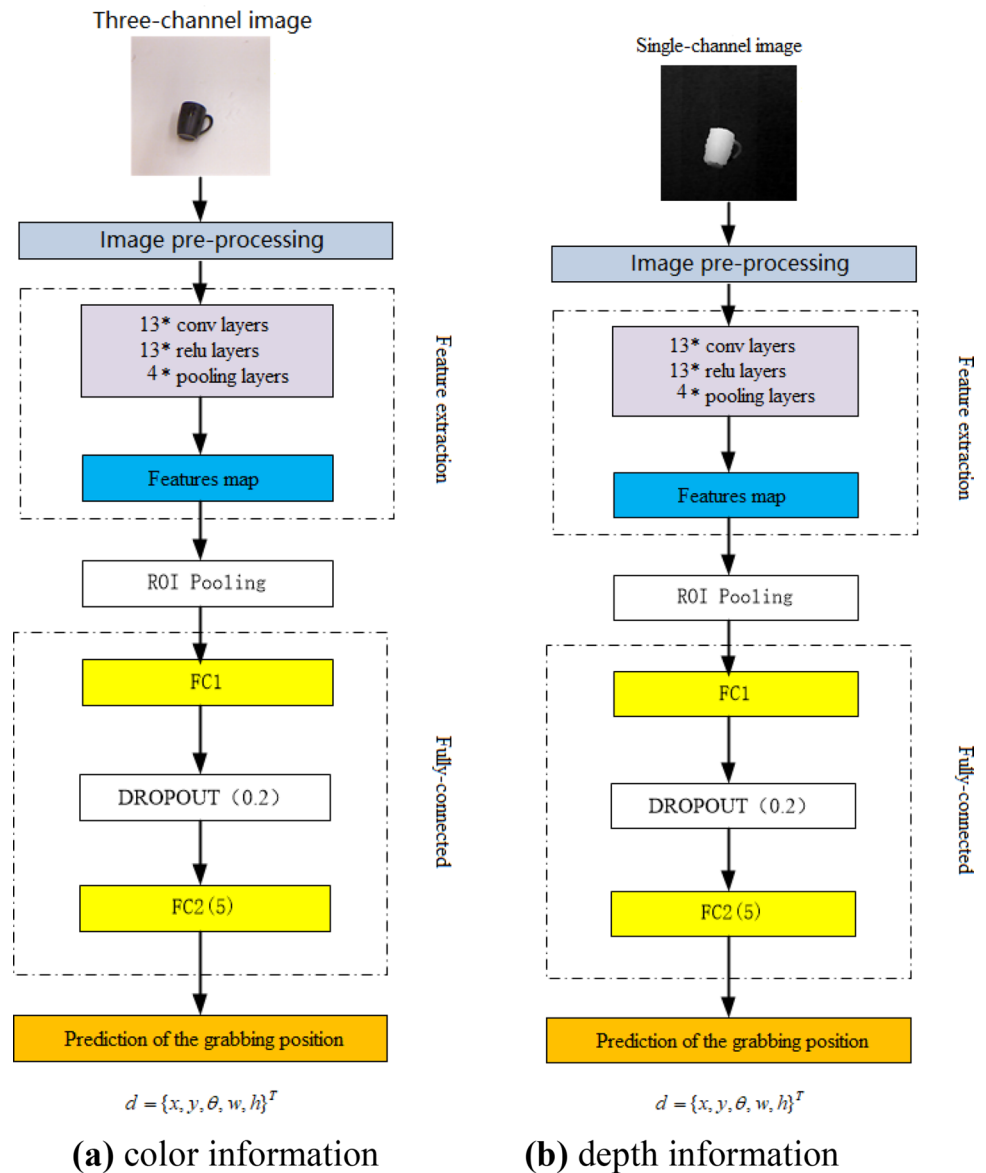 Three-channel image
Image pre-processing
13* conv layers
13* relu layers
4* pooling layers
Features map
Feature extraction
ROI Pooling
FC1
DROPOUT（0.2）
FC2(5)
Fully-connected
Prediction of the grabbing position
d = {x, y, θ, w, h}^T
(a) color information
Single-channel image
Image pre-processing
13* conv layers
13* relu layers
4* pooling layers
Features map
Feature extraction
ROI Pooling
FC1
DROPOUT（0.2）
FC2(5)
Fully-connected
Prediction of the grabbing position
d = {x, y, θ, w, h}^T
(b) depth information